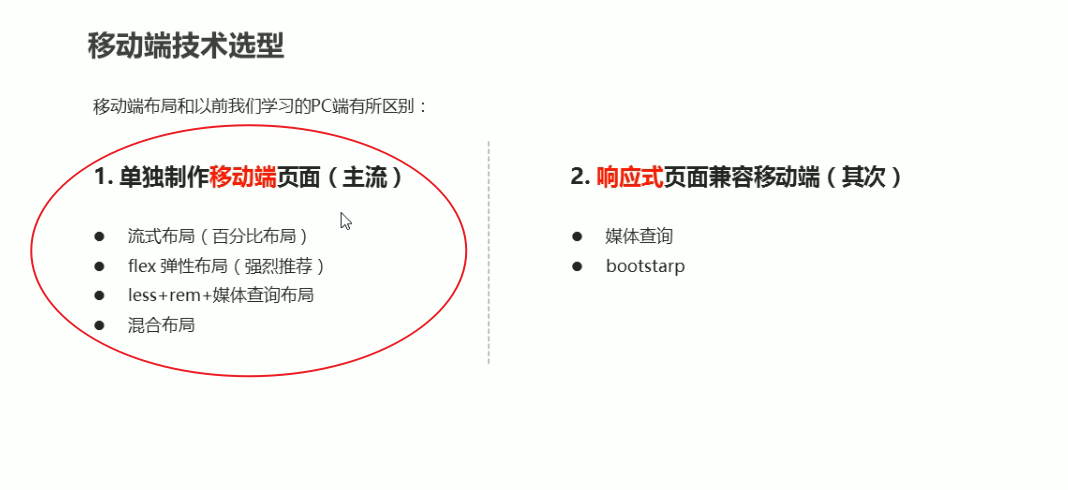 移动端技术选型
移动端布局和以前我们学习的PC端有所区别：
1. 单独制作移动端页面（主流）
● 流式布局（百分比布局）
● flex 弹性布局（强烈推荐）
● less+rem+媒体查询布局
● 混合布局
2. 响应式页面兼容移动端（其次）
● 媒体查询
● bootstarp